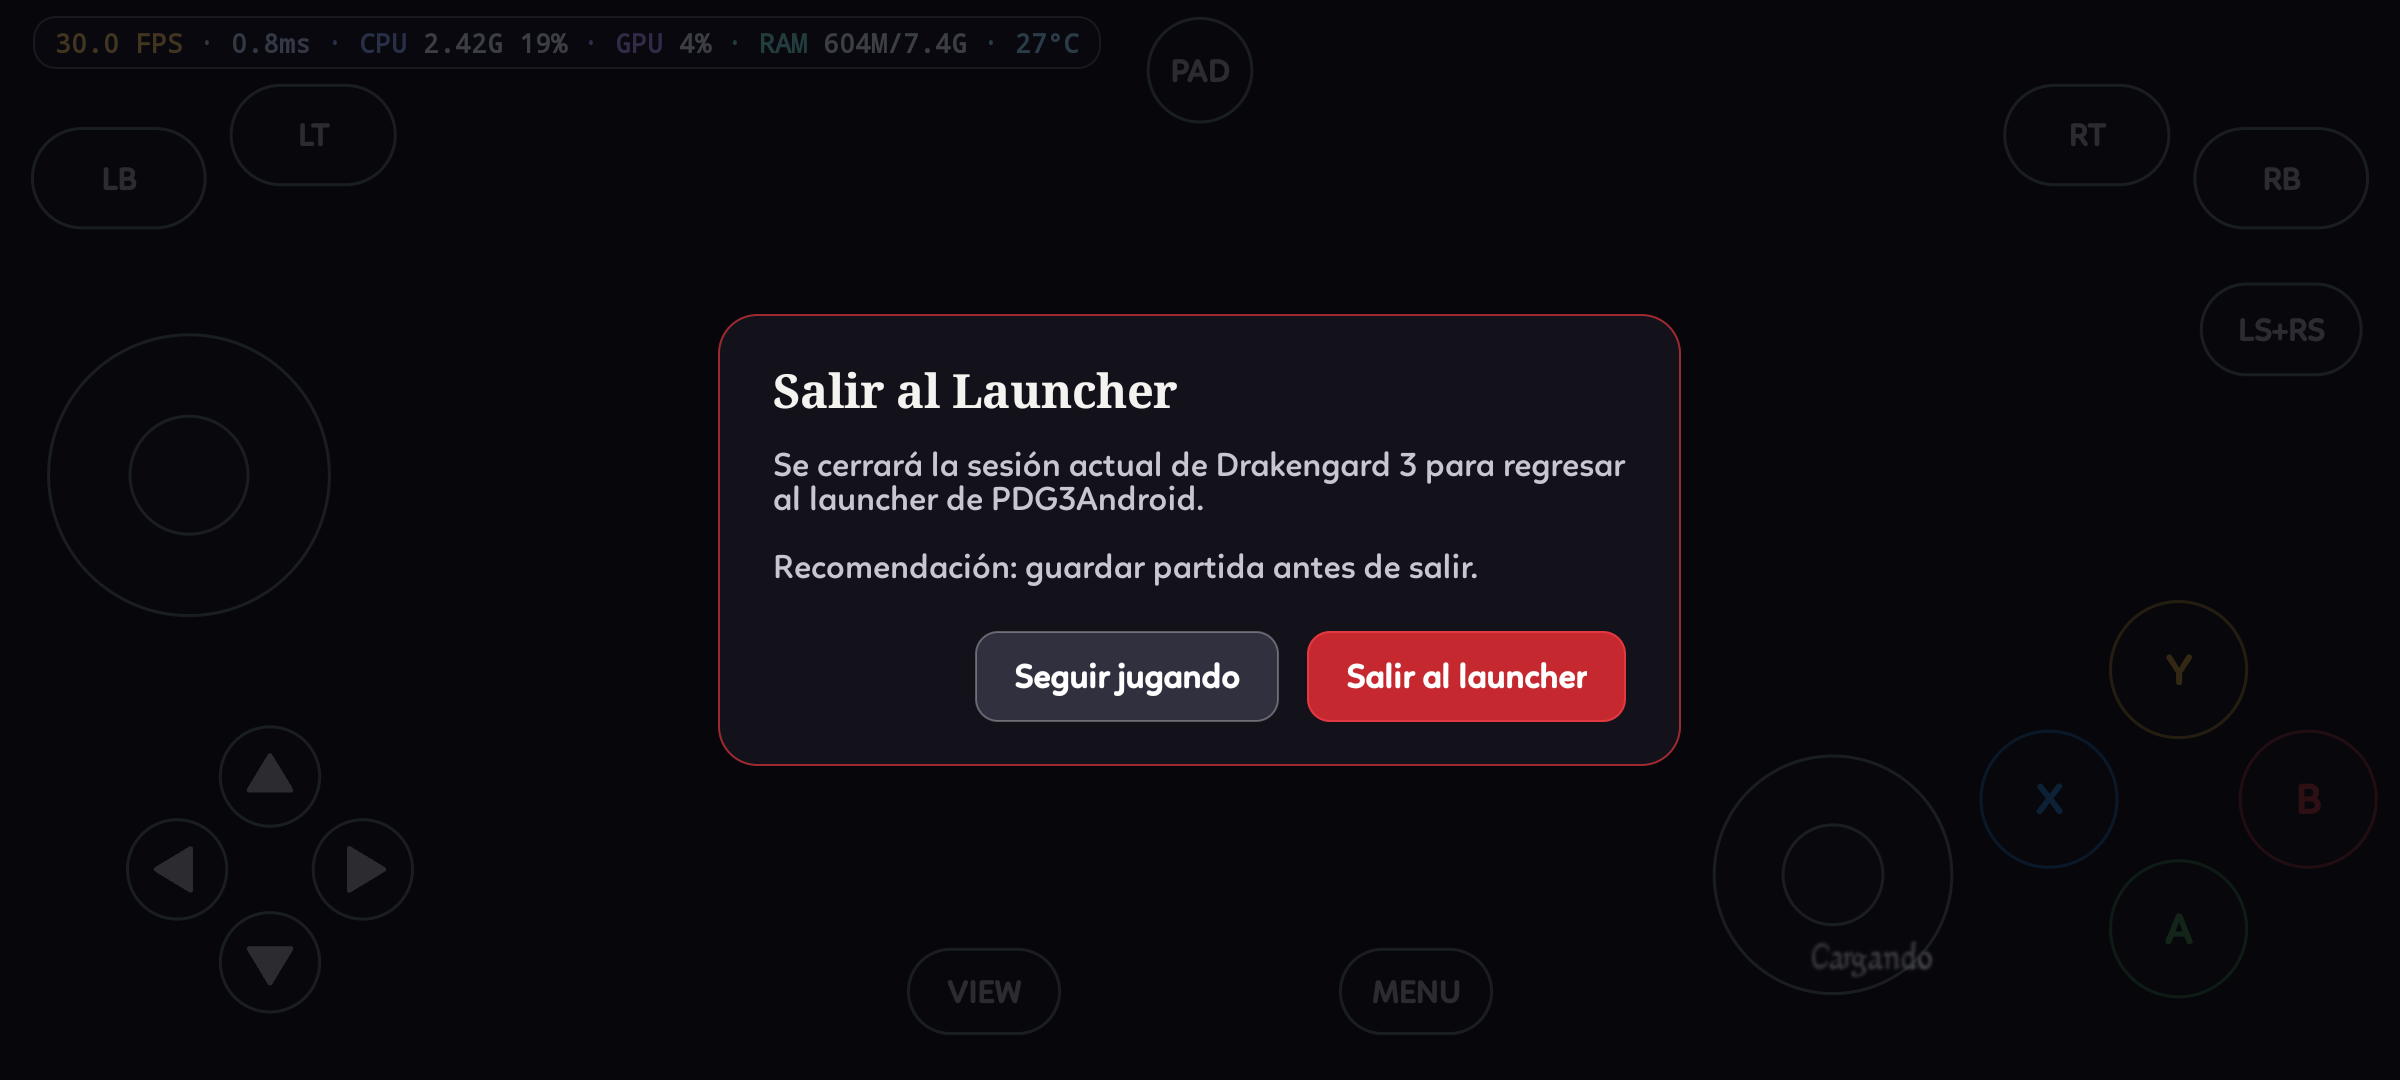 30.0 FPS · 0.8ms · CPU 2.42G 19% · GPU 4% · RAM 604M/7.4G · 27°C
PAD
LT
RT
LB
RB
LS+RS
Salir al Launcher
Se cerrará la sesión actual de Drakengard 3 para regresar
al launcher de PDG3Android.
Recomendación: guardar partida antes de salir.
Seguir jugando
Salir al launcher
Y
X
B
A
Cargando
VIEW
MENU